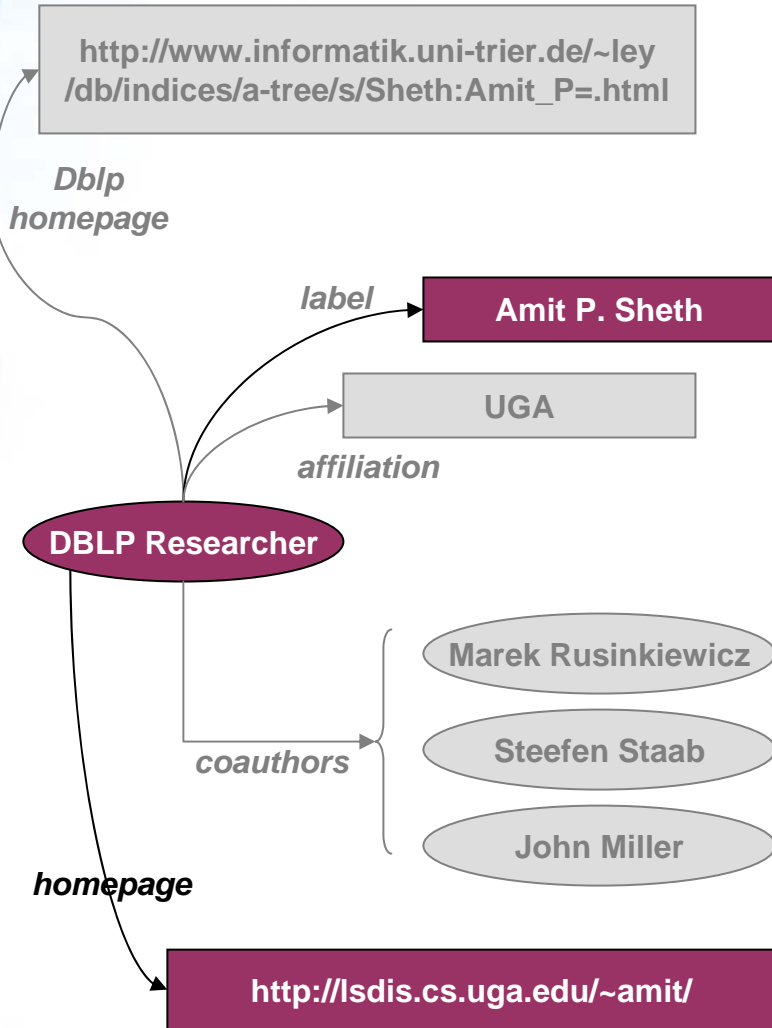 http://www.informatik.uni-trier.de/~ley
/db/indices/a-tree/s/Sheth:Amit_P=.html
Dblp
homepage
label
Amit P. Sheth
UGA
affiliation
DBLP Researcher
Marek Rusinkiewicz
coauthors
Steefen Staab
John Miller
homepage
http://lsdis.cs.uga.edu/~amit/